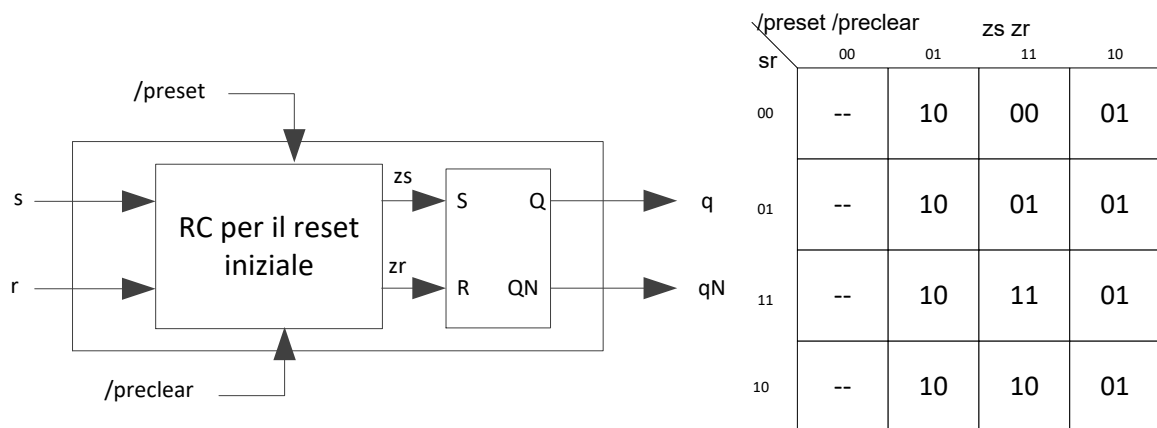 /preset
s
r
RC per il reset
iniziale
zs
zr
S Q
R QN
q
qN
/preclear
/preset /preclear zs zr
sr
00 01 11 10
00 -- 10 00 01
01 -- 10 01 01
11 -- 10 11 01
10 -- 10 10 01